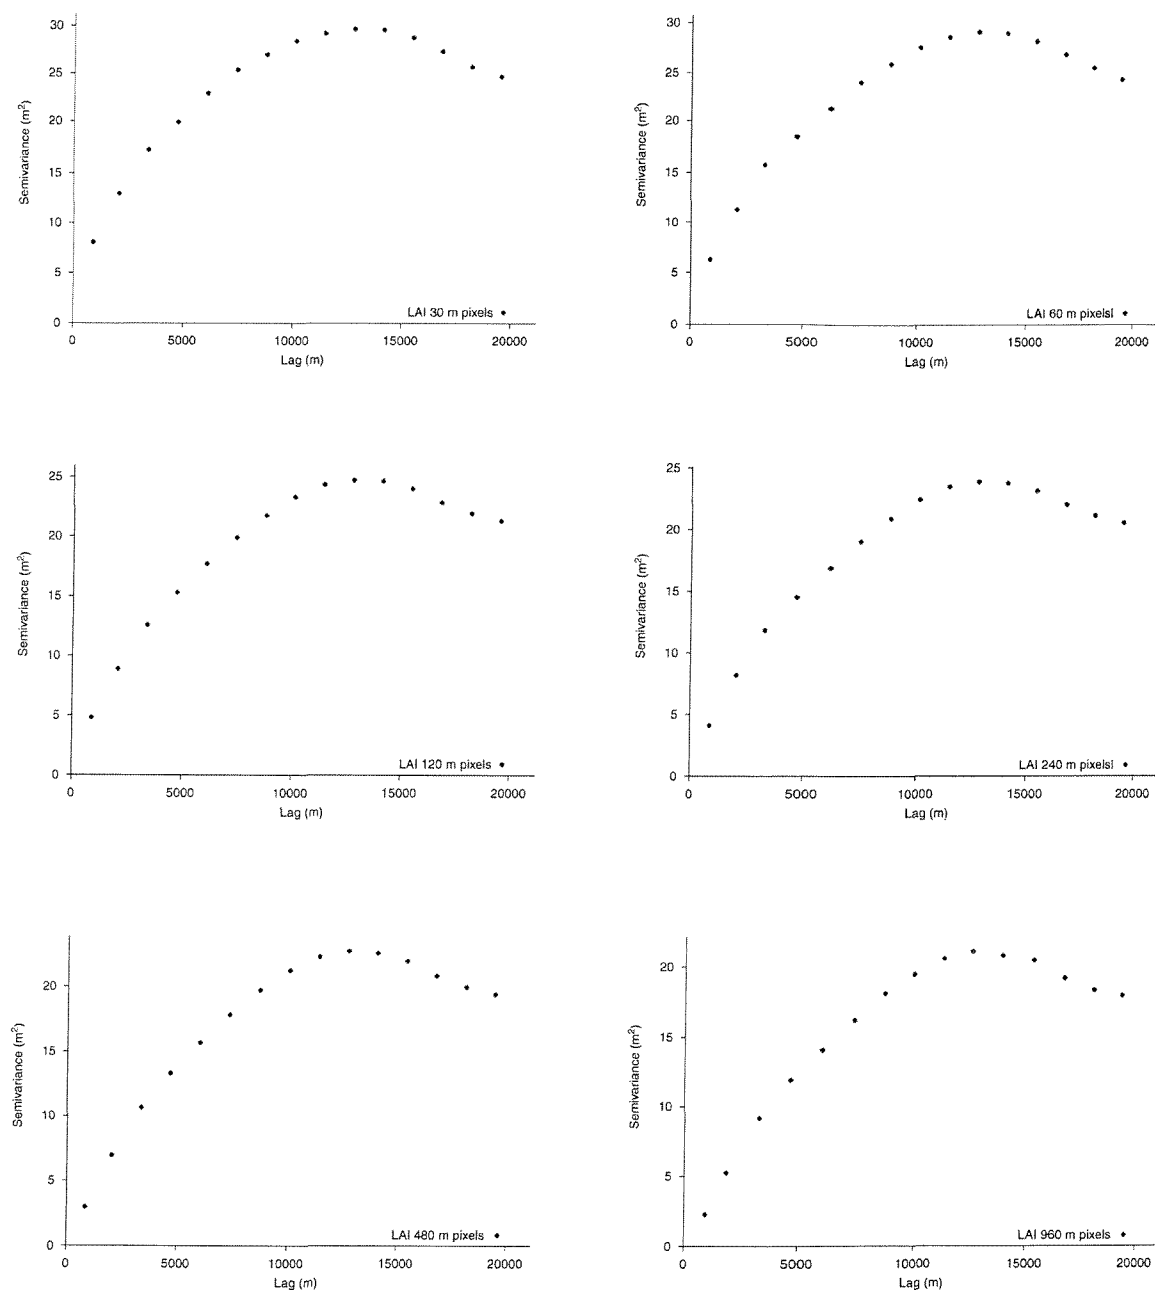 30
25
20
15
10
5
0
Semivariance (m²)
LAI 30 m pixels
0 5000 10000 15000 20000
Lag (m)
30
25
20
15
10
5
0
Semivariance (m²)
LAI 60 m pixelsl
0 5000 10000 15000 20000
Lag (m)
25
20
15
10
5
0
Semivariance (m²)
LAI 120 m pixels
0 5000 10000 15000 20000
Lag (m)
25
20
15
10
5
0
Semivariance (m²)
LAI 240 m pixelsl
0 5000 10000 15000 20000
Lag (m)
20
15
10
5
0
Semivariance (m²)
LAI 480 m pixels
0 5000 10000 15000 20000
Lag (m)
20
15
10
5
0
Semivariance (m²)
LAI 960 m pixels
0 5000 10000 15000 20000
Lag (m)